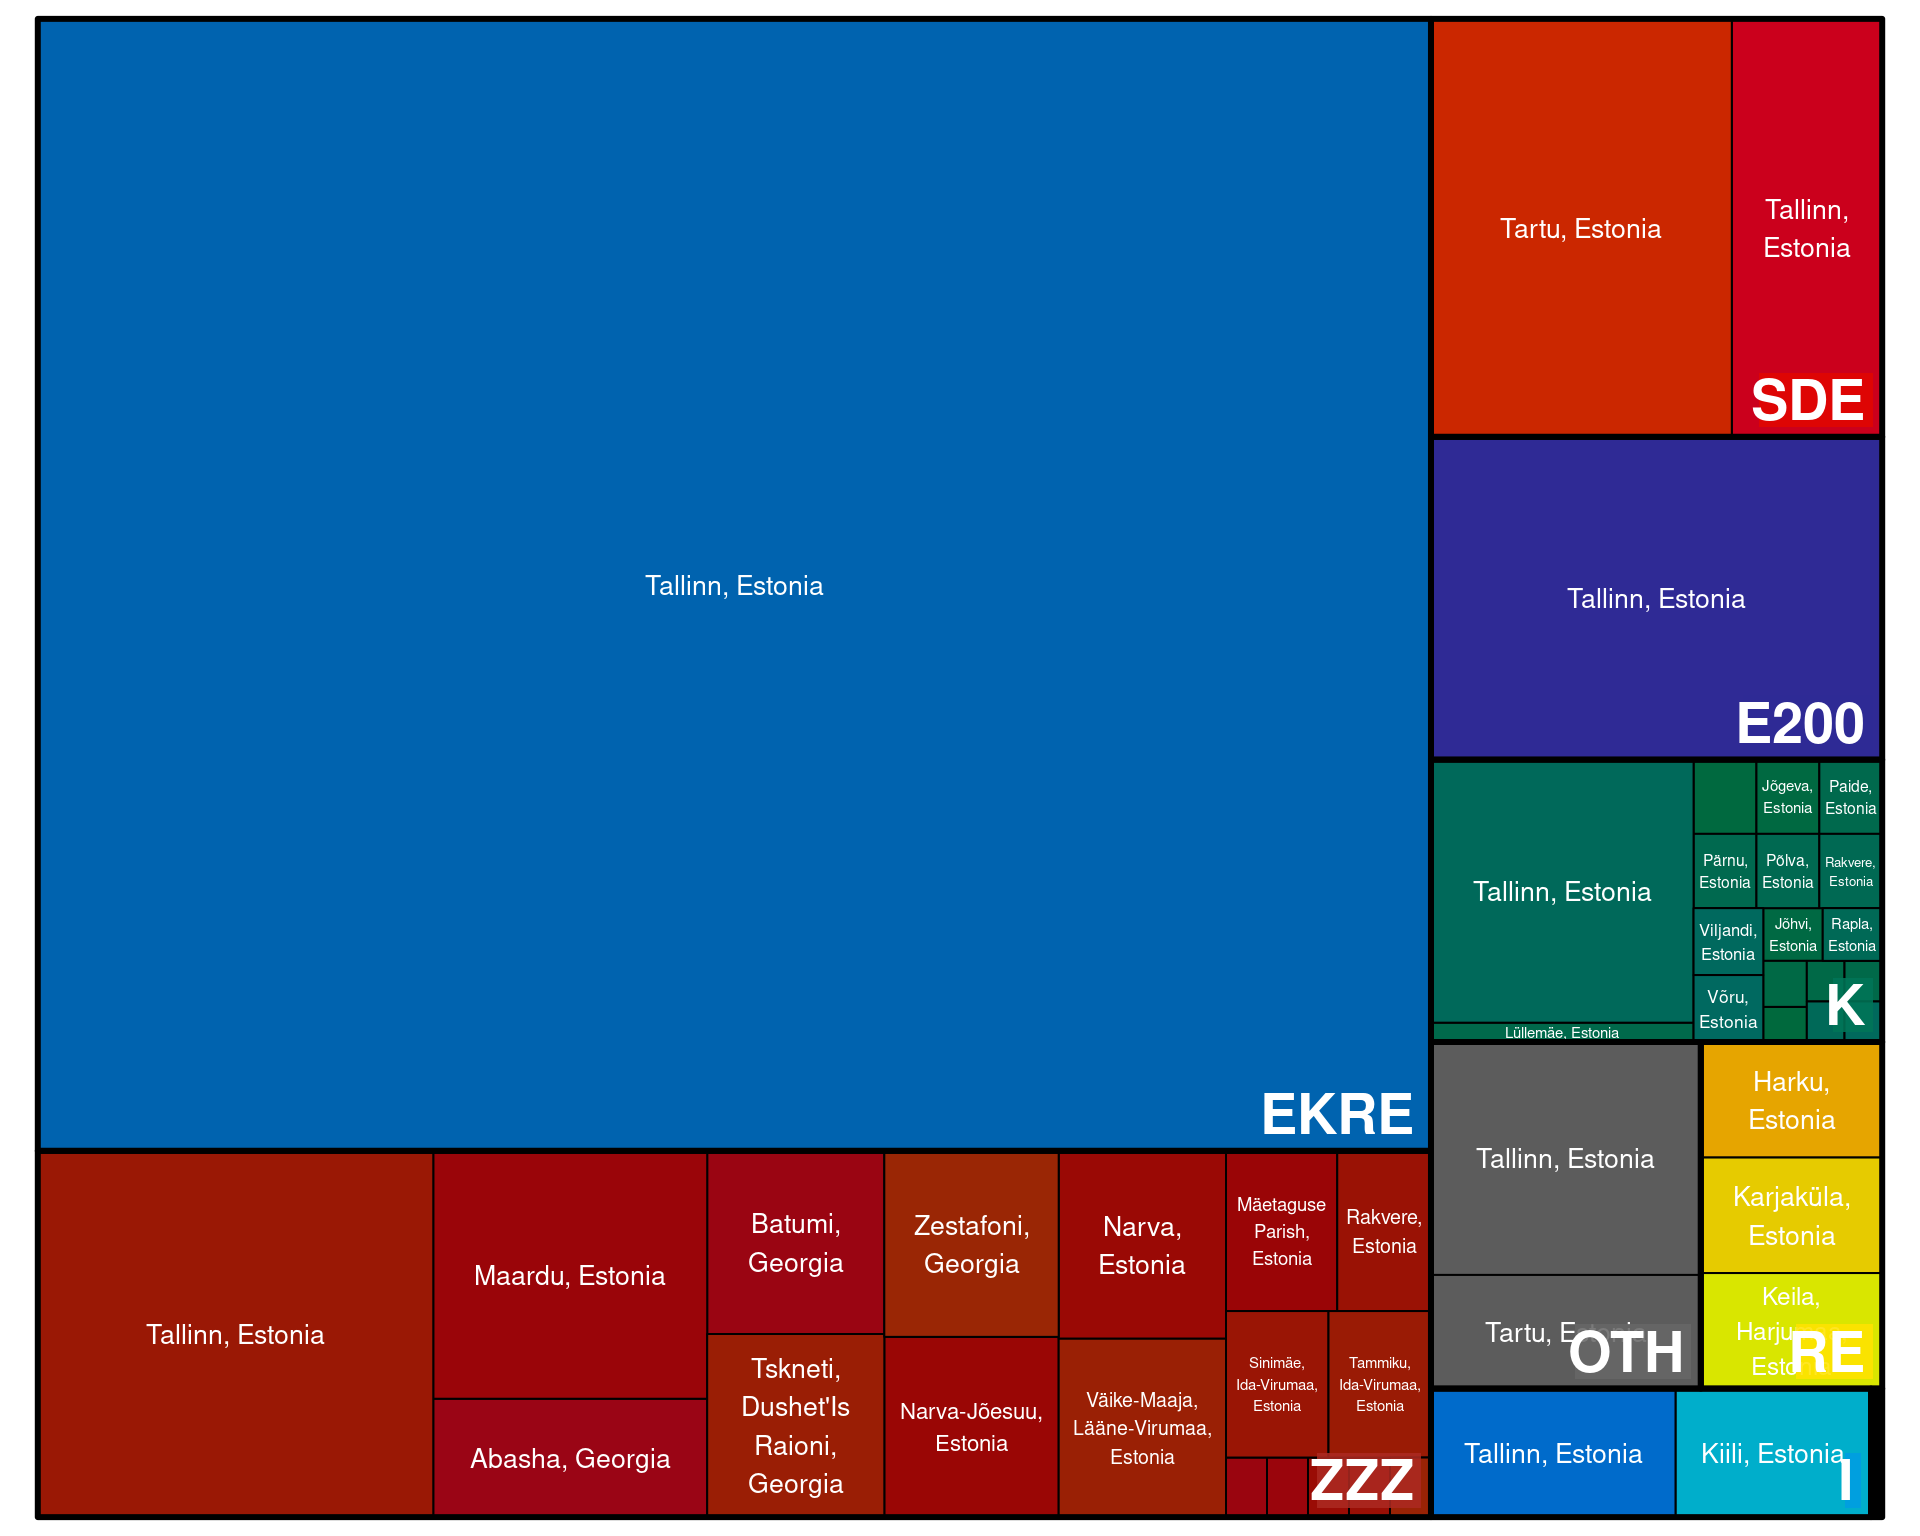 Tallinn, Estonia
EKRE
Tartu, Estonia
Tallinn,
Estonia
SDE
Tallinn, Estonia
E200
Tallinn, Estonia
Lüllemäe, Estonia
Jõgeva,
Estonia
Paide,
Estonia
Pärnu,
Estonia
Põlva,
Estonia
Rakvere,
Estonia
Viljandi,
Estonia
Jõhvi,
Estonia
Rapla,
Estonia
Võru,
Estonia
K
Tallinn, Estonia
Tartu, Estonia
OTH
Harku,
Estonia
Karjaküla,
Estonia
Keila,
RE
Tallinn, Estonia
Kiili, Estonia
I
Tallinn, Estonia
Maardu, Estonia
Abasha, Georgia
Batumi,
Georgia
Tskneti,
Dushet'Is
Raioni,
Georgia
Zestafoni,
Georgia
Narva-Jõesuu,
Estonia
Narva,
Estonia
Väike-Maaja,
Lääne-Virumaa,
Estonia
Mäetaguse
Parish,
Estonia
Rakvere,
Estonia
Sinimäe,
Ida-Virumaa,
Estonia
Tammiku,
Ida-Virumaa,
Estonia
ZZZ